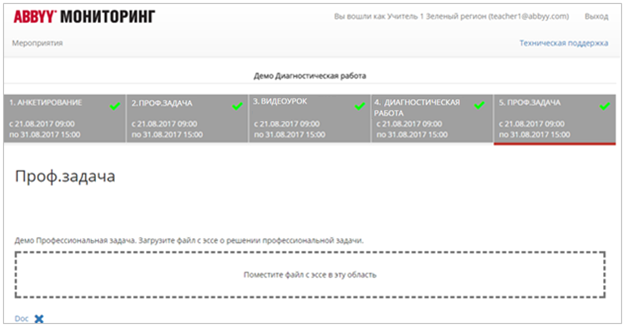 ABBYY® МОНИТОРИНГ
Вы вошли как Учитель 1 Зеленый регион (teacher1@abbyy.com) Выход
Мероприятия Техническая поддержка
Демо Диагностическая работа
1. АНКЕТИРОВАНИЕ
с 21.08.2017 09:00
по 31.08.2017 15:00
2.ПРОФ.ЗАДАЧА
с 21.08.2017 09:00
по 31.08.2017 15:00
3. ВИДЕОУРОК
с 21.08.2017 09:00
по 31.08.2017 15:00
4. ДИАГНОСТИЧЕСКАЯ
РАБОТА
с 21.08.2017 09:00
по 31.08.2017 15:00
5. ПРОФ.ЗАДАЧА
с 21.08.2017 09:00
по 31.08.2017 15:00
Проф.задача
Демо Профессиональная задача. Загрузите файл с эссе о решении профессиональной задачи.
Поместите файл с эссе в эту область
Doc